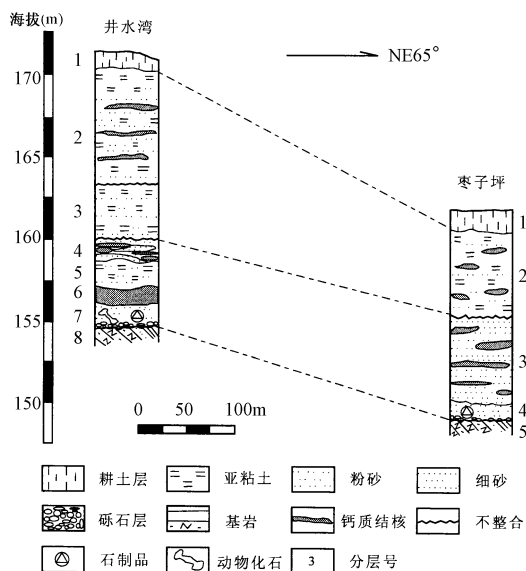 海拔(m)
井水湾
NE65°
170
165
160
155
150
1
2
3
4
5
6
7
8
枣子坪
1
2
3
4
5
0 50 100m
耕土层 亚粘土 粉砂 细砂
砾石层 基岩 钙质结核 不整合
石制品 动物化石 3 分层号